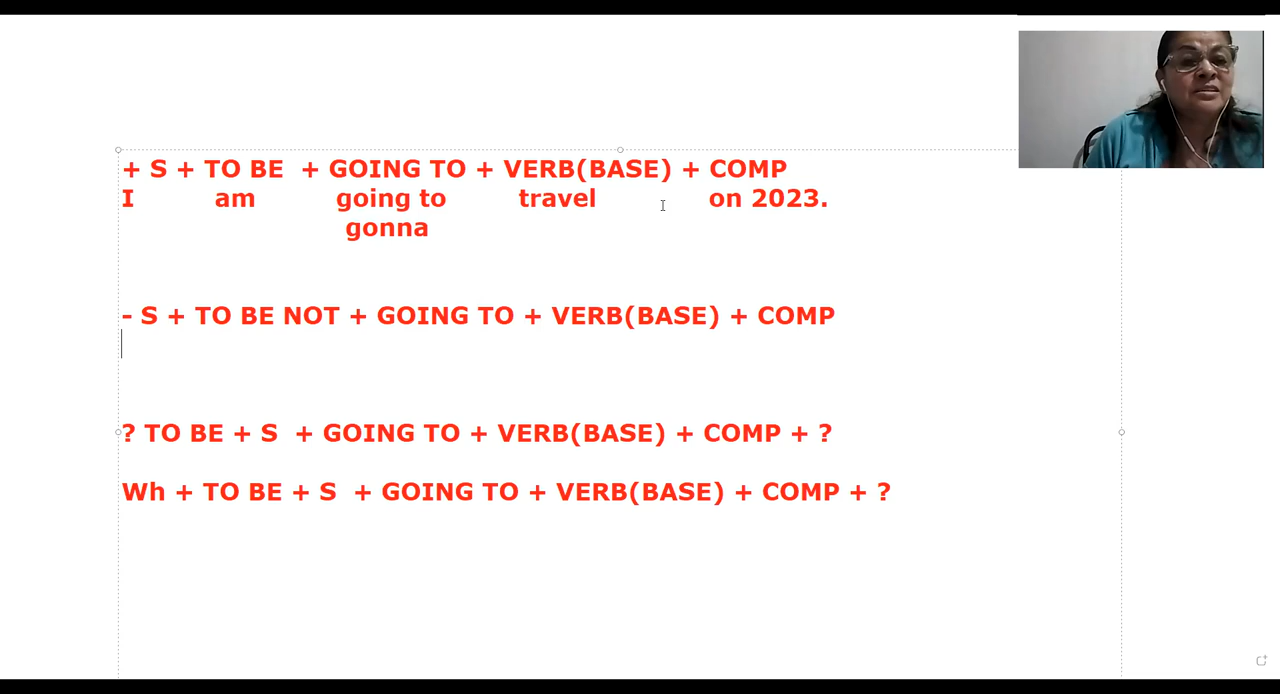 + S + TO BE + GOING TO + VERB(BASE) + COMP
I am going to travel on 2023.
gonna
- S + TO BE NOT + GOING TO + VERB(BASE) + COMP
? TO BE + S + GOING TO + VERB(BASE) + COMP + ?
Wh + TO BE + S + GOING TO + VERB(BASE) + COMP + ?